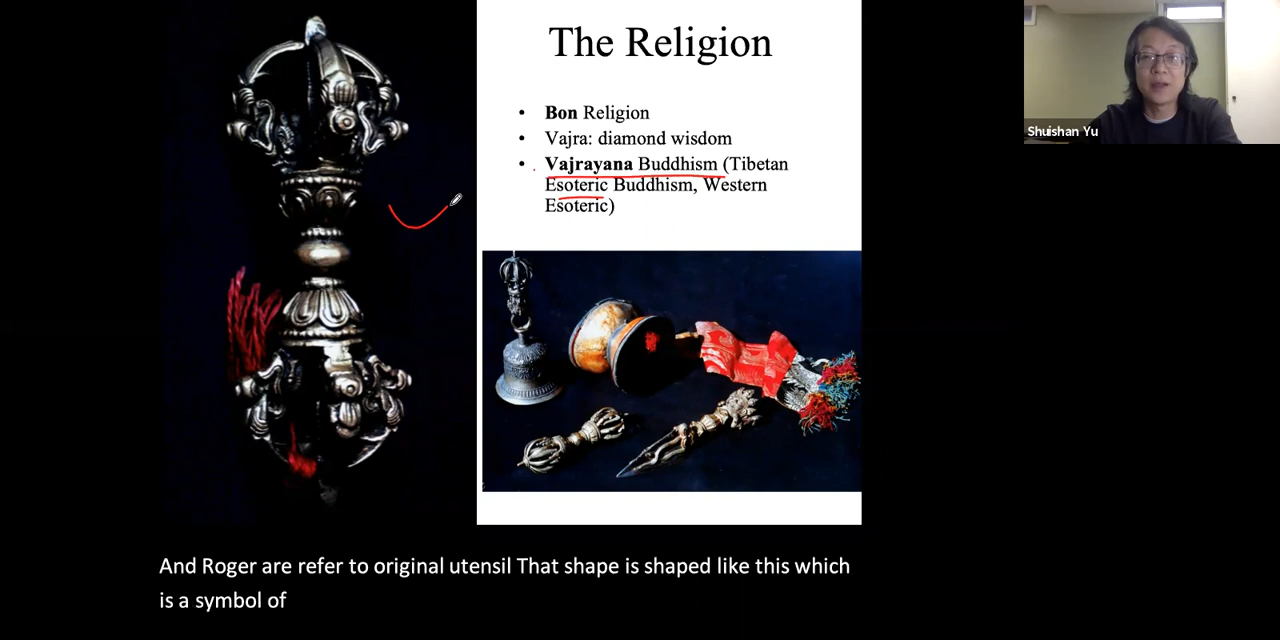 The Religion
• Bon Religion
• Vajra: diamond wisdom
• Vajrayana Buddhism (Tibetan
Esoteric Buddhism, Western
Esoteric)
Shuishan Yu
And Roger are refer to original utensil That shape is shaped like this which
is a symbol of